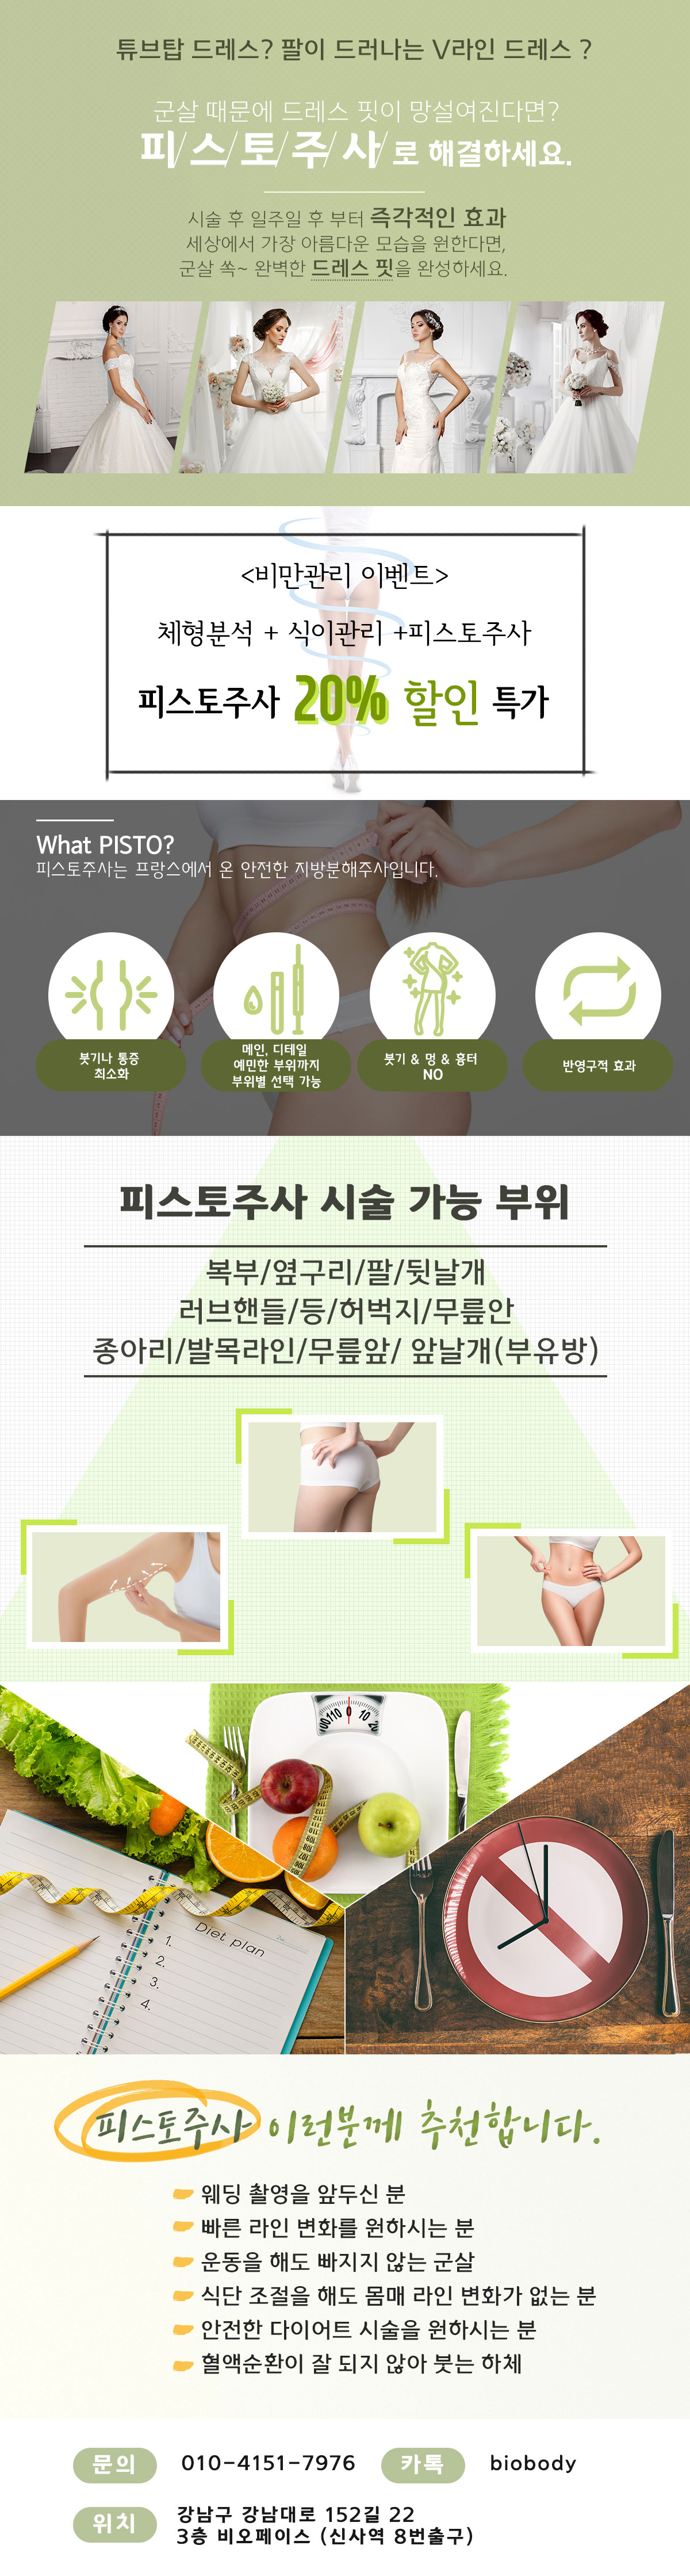 튜브탑 드레스? 팔이 드러나는 V라인 드레스 ?
군살 때문에 드레스 핏이 망설여진다면?
피/스/토/주/사/로 해결하세요.
시술 후 일주일 후 부터 즉각적인 효과
세상에서 가장 아름다운 모습을 원한다면,
군살 쏙~ 완벽한 드레스 핏을 완성하세요.
<비만관리 이벤트>
체형분석 + 식이관리 +피스토주사
피스토주사 20% 할인 특가
What PISTO?
피스토주사는 프랑스에서 온 안전한 지방분해주사입니다.
붓기나 통증
최소화
메인, 디테일
예민한 부위까지
부위별 선택 가능
붓기 & 멍 & 흉터
NO
반영구적 효과
피스토주사 시술 가능 부위
복부/옆구리/팔/뒷날개
러브핸들/등/허벅지/무릎안
종아리/발목라인/무릎앞/ 앞날개(부유방)
Diet plan
1.
2.
3.
4.
피스토주사 이런분께 추천합니다.
웨딩 촬영을 앞두신 분
빠른 라인 변화를 원하시는 분
운동을 해도 빠지지 않는 군살
식단 조절을 해도 몸매 라인 변화가 없는 분
안전한 다이어트 시술을 원하시는 분
혈액순환이 잘 되지 않아 붓는 하체
문의 010-4151-7976 카톡 biobody
위치 강남구 강남대로 152길 22
3층 비오페이스 (신사역 8번출구)